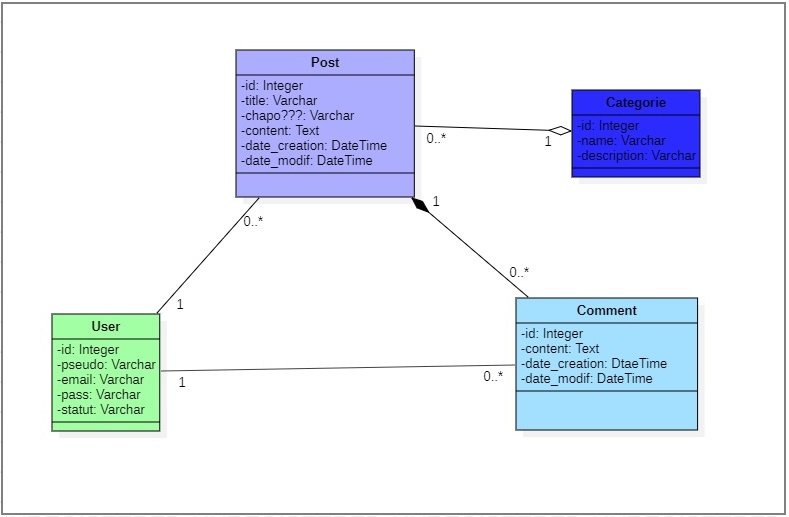 Post
-id: Integer
-title: Varchar
-chapo???: Varchar
-content: Text
-date_creation: DateTime
-date_modif: DateTime
Categorie
-id: Integer
-name: Varchar
-description: Varchar
0..*
1
1
0..*
0..*
1
User
-id: Integer
-pseudo: Varchar
-email: Varchar
-pass: Varchar
-statut: Varchar
Comment
-id: Integer
-content: Text
-date_creation: DtaeTime
-date_modif: DateTime
1
0..*